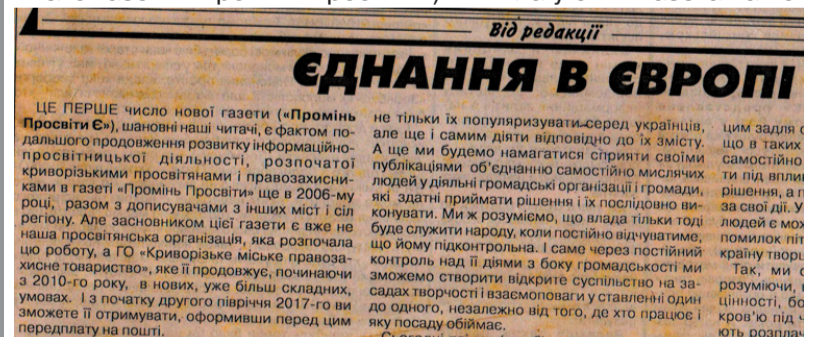 Від редакції
ЄДНАННЯ В ЄВРОПІ
ЦЕ ПЕРШЕ число нової газети («Промінь
Просвіти Є»), шановні наші читачі, є фактом по-
дальшого продовження розвитку інформаційно-
просвітницької діяльності, розпочатої
криворізькими просвітянами і правозахисни-
ками в газеті «Промінь Просвіти» ще в 2006-му
році, разом з дописувачами з інших міст і сіл
регіону. Але засновником цієї газети є вже не
наша просвітянська організація, яка розпочала
цю роботу, а ГО «Криворізьке міське правоза-
хисне товариство», яке її продовжує, починаючи
з 2010-го року, в нових, уже більш складних,
умовах. І з початку другого півріччя 2017-го ви
зможете її отримувати, оформивши перед цим
передплату на пошті.
не тільки їх популяризувати серед українців,
але ще і самим діяти відповідно до їх змісту.
А ще ми будемо намагатися сприяти своїми
публікаціями об'єднанню самостійно мислячих
людей у діяльні громадські організації і громади,
які здатні приймати рішення і їх послідовно ви-
конувати. Ми ж розуміємо, що влада тільки тоді
буде служити народу, коли постійно відчуватиме,
що йому підконтрольна. І саме через постійний
контроль над її діями з боку громадськості ми
зможемо створити відкрите суспільство на за-
садах творчості і взаємоповаги у ставленні один
до одного, незалежно від того, де хто працює і
яку посаду обіймає.
цим задля
що в таких
самостійно
ти під впли
рішення, а п
за свої дії. У
людей є мож
помилок піт
країну творц
Так, ми с
розуміючи,
цінності, бо
кров'ю під ч
ють розплач